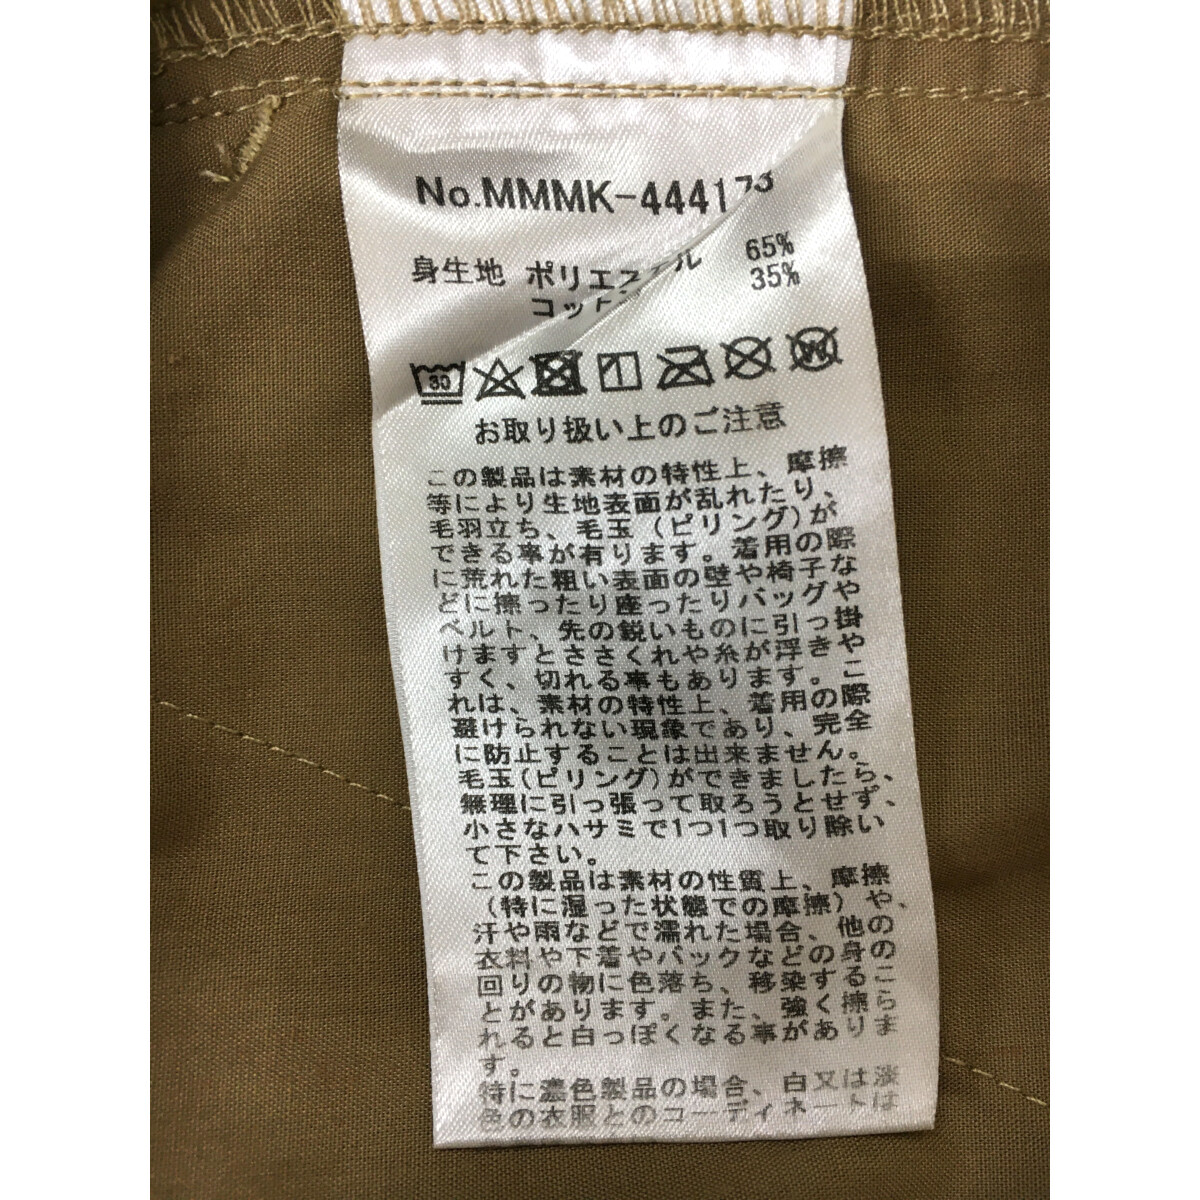 No.MMMK-444173
身生地 ポリエステル 65%
コットン 35%
30
W
お取り扱い上のご注意
この製品は素材の特性上、摩擦
等により生地表面が乱れたり、
毛羽立ち、毛玉(ピリング)が
できる事が有ります。着用の際
に荒れた粗い表面の壁や椅子な
どに擦ったり座ったりバッグや
ベルト、先の鋭いものに引っ掛
けますとささくれや糸が浮きや
すく、切れる事もあります。こ
れは、素材の特性上、着用の際
避けられない現象であり、完全
に防止することは出来ません。
毛玉(ピリング)ができましたら、
無理に引っ張って取ろうとせず、
小さなハサミで1つ1つ取り除い
て下さい。
この製品は素材の性質上、摩擦
(特に湿った状態での摩擦)や、
汗や雨などで濡れた場合、他の
衣料や下着やバックなどの身の
回りの物に色落ち、移染するこ
とがあります。また、強く擦ら
れると白っぽくなる事がありま
す。
特に濃色製品の場合、白又は淡
色の衣服とのコーディネートは